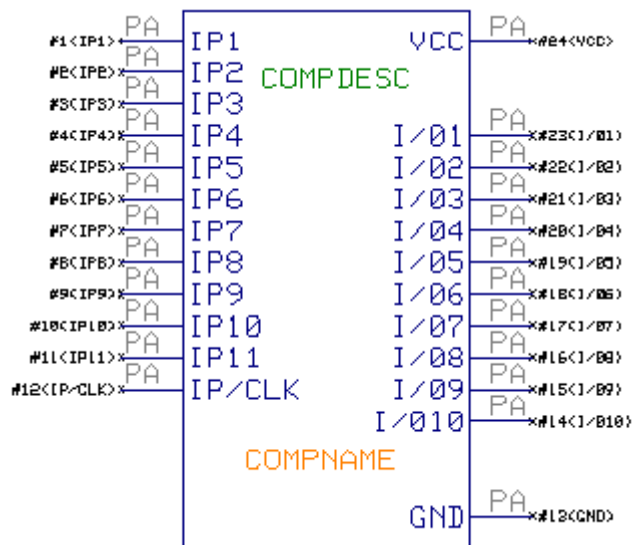 PA PA
#1(IP1) IP1 VCC #24(VCC)
PA
#2(IP2) IP2 COMPDESC
PA
#3(IP3) IP3
PA PA
#4(IP4) IP4 I/O1 #23(I/O1)
PA PA
#5(IP5) IP5 I/O2 #22(I/O2)
PA PA
#6(IP6) IP6 I/O3 #21(I/O3)
PA PA
#7(IP7) IP7 I/O4 #20(I/O4)
PA PA
#8(IP8) IP8 I/O5 #19(I/O5)
PA PA
#9(IP9) IP9 I/O6 #18(I/O6)
PA PA
#10(IP10) IP10 I/O7 #17(I/O7)
PA PA
#11(IP11) IP11 I/O8 #16(I/O8)
PA PA
#12(IP/CLK) IP/CLK I/O9 #15(I/O9)
PA
I/O10 #14(I/O10)
COMPNAME
PA
GND #13(GND)